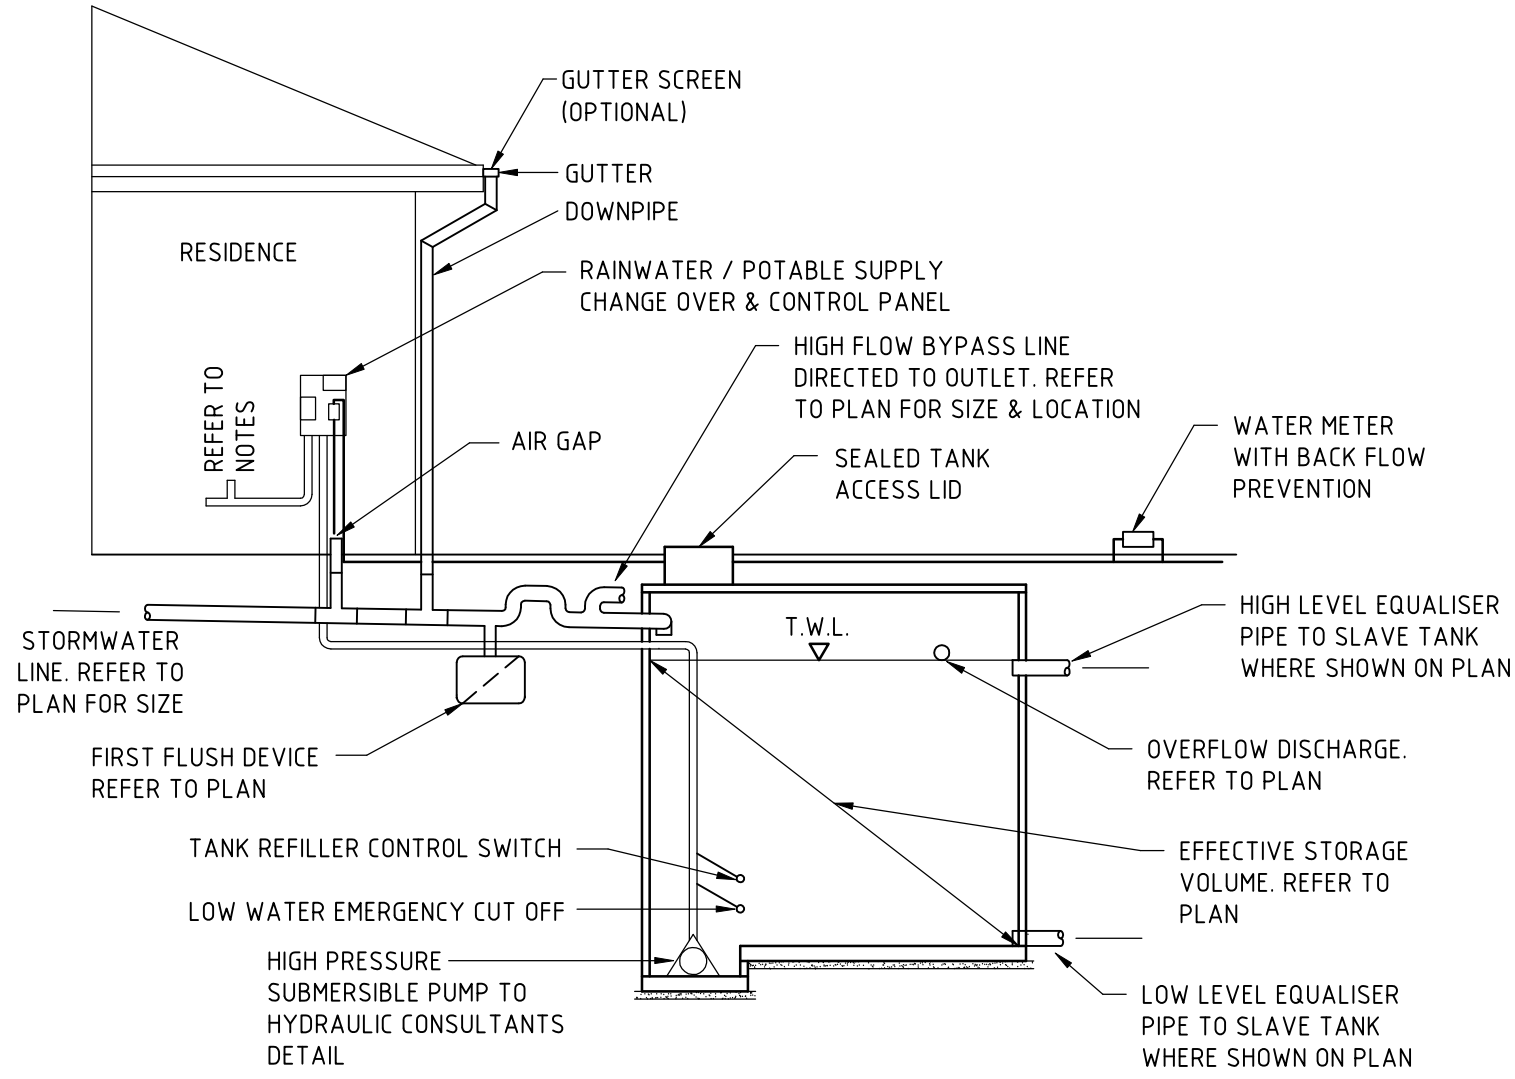 GUTTER SCREEN
(OPTIONAL)
GUTTER
DOWNPIPE
RESIDENCE
RAINWATER / POTABLE SUPPLY
CHANGE OVER & CONTROL PANEL
HIGH FLOW BYPASS LINE
DIRECTED TO OUTLET. REFER
TO PLAN FOR SIZE & LOCATION
REFER TO
NOTES
AIR GAP
SEALED TANK
ACCESS LID
WATER METER
WITH BACK FLOW
PREVENTION
STORMWATER
LINE. REFER TO
PLAN FOR SIZE
T.W.L.
HIGH LEVEL EQUALISER
PIPE TO SLAVE TANK
WHERE SHOWN ON PLAN
FIRST FLUSH DEVICE
REFER TO PLAN
OVERFLOW DISCHARGE.
REFER TO PLAN
TANK REFILLER CONTROL SWITCH
EFFECTIVE STORAGE
VOLUME. REFER TO
PLAN
LOW WATER EMERGENCY CUT OFF
HIGH PRESSURE
SUBMERSIBLE PUMP TO
HYDRAULIC CONSULTANTS
DETAIL
LOW LEVEL EQUALISER
PIPE TO SLAVE TANK
WHERE SHOWN ON PLAN